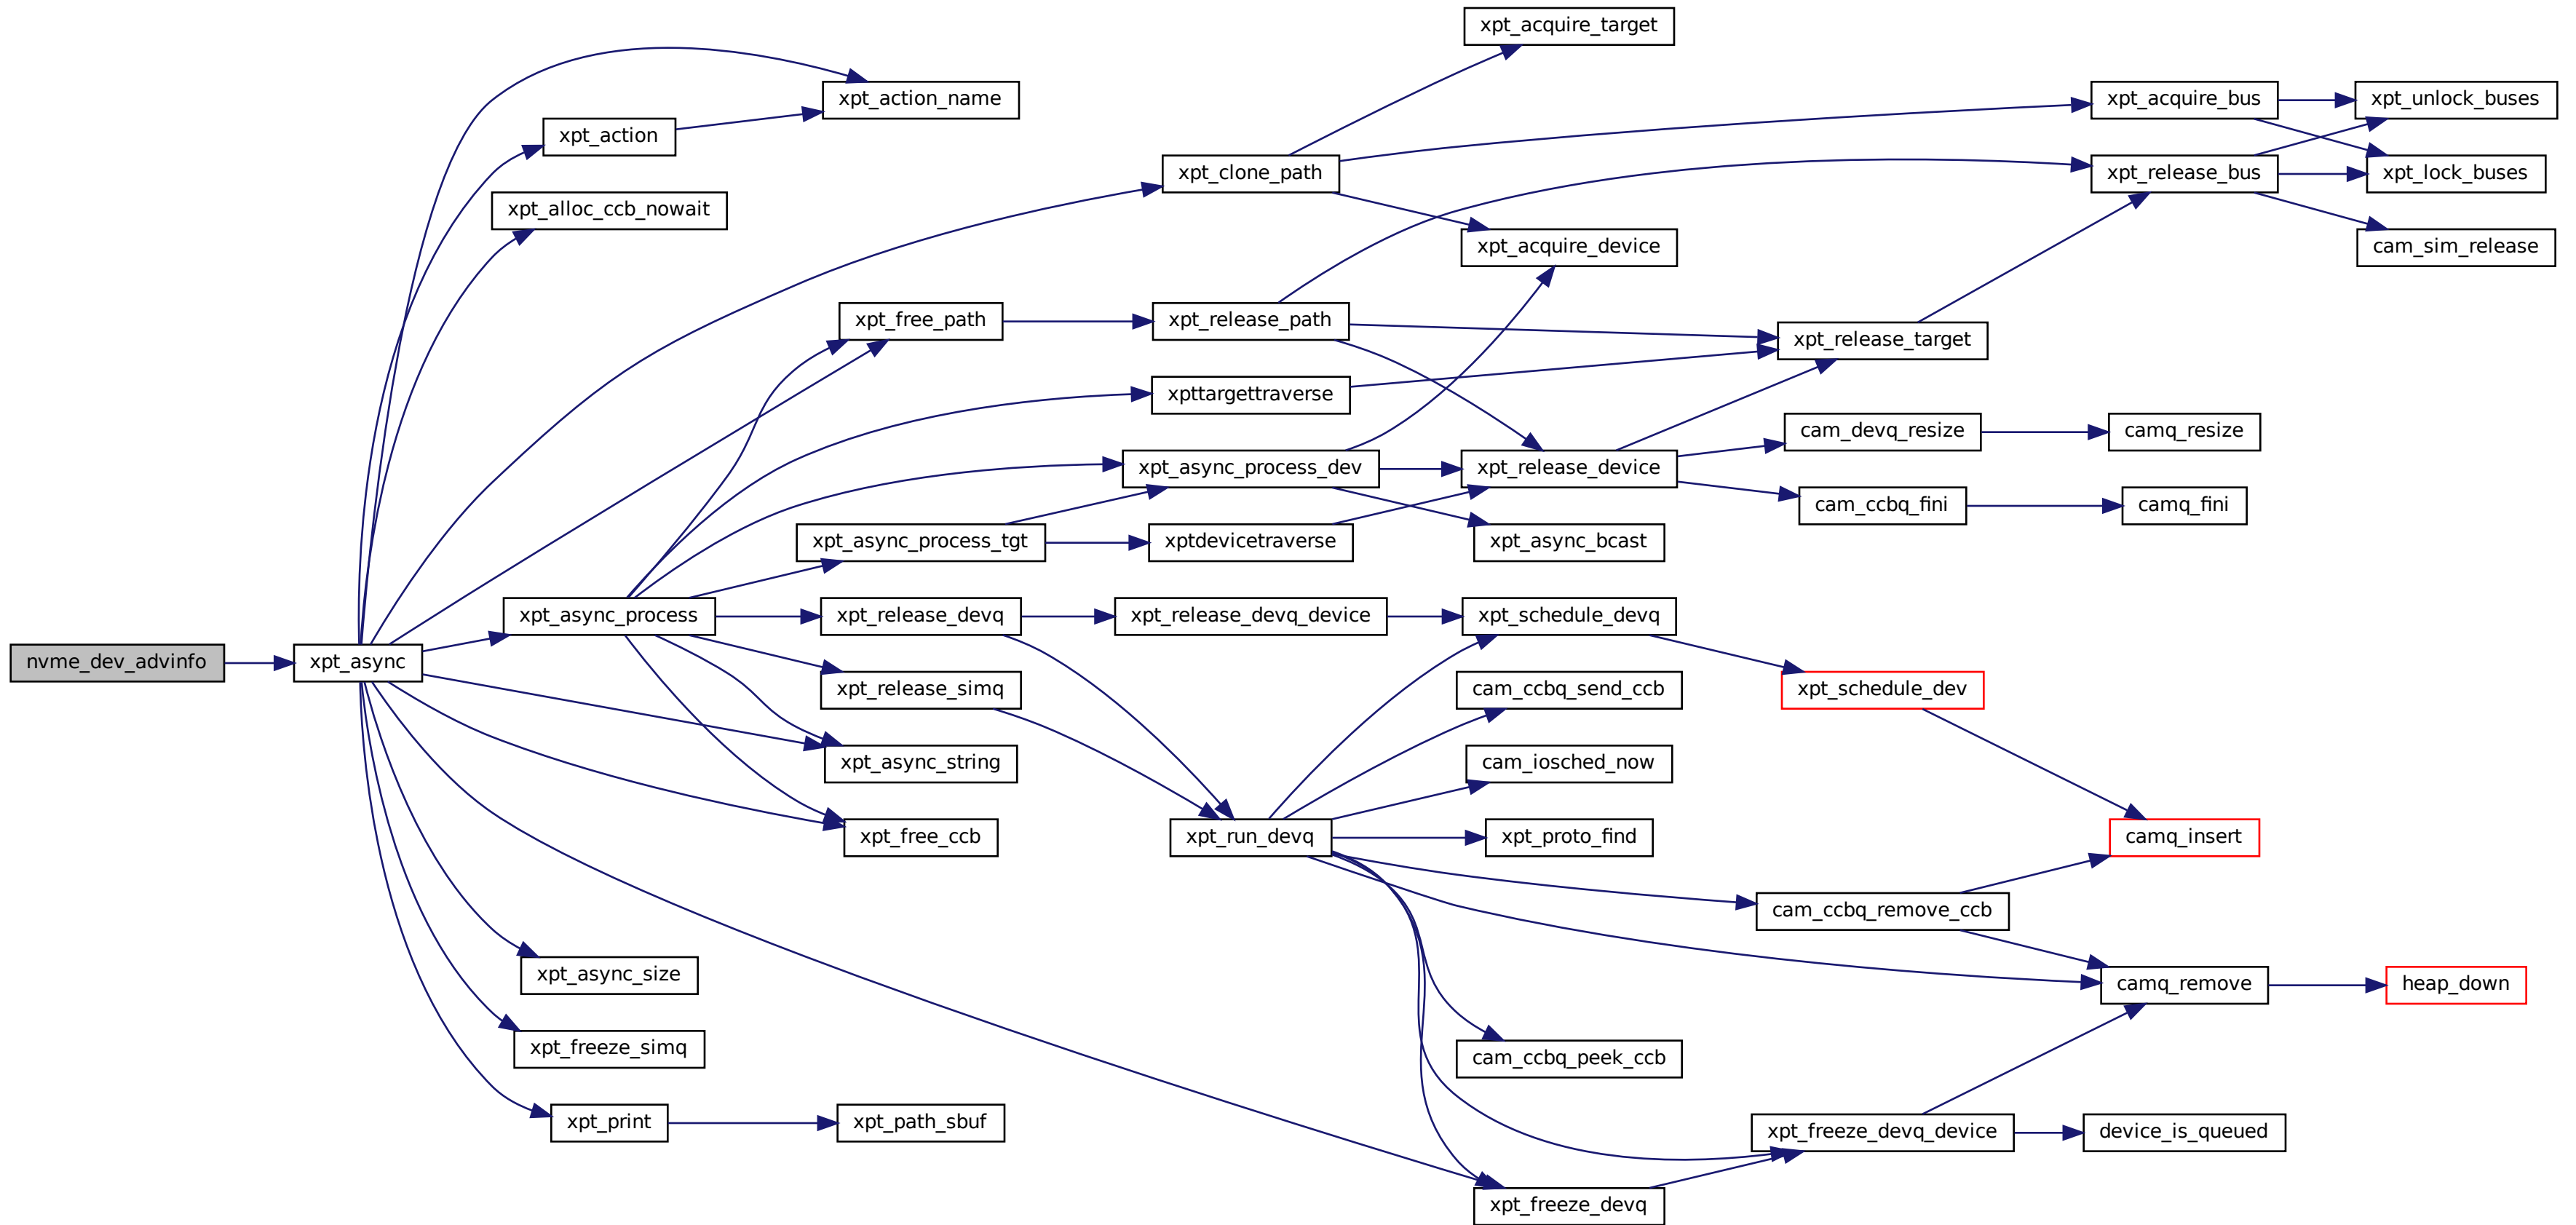 xpt_acquire_target
xpt_action_name
xpt_acquire_bus
xpt_unlock_buses
xpt_action
xpt_clone_path
xpt_release_bus
xpt_lock_buses
xpt_alloc_ccb_nowait
xpt_acquire_device
cam_sim_release
xpt_free_path
xpt_release_path
xpt_release_target
xpttargettraverse
cam_devq_resize
camq_resize
xpt_async_process_dev
xpt_release_device
cam_ccbq_fini
camq_fini
xpt_async_process_tgt
xptdevicetraverse
xpt_async_bcast
xpt_async_process
xpt_release_devq
xpt_release_devq_device
xpt_schedule_devq
nvme_dev_advinfo
xpt_async
xpt_release_simq
cam_ccbq_send_ccb
xpt_schedule_dev
xpt_async_string
cam_iosched_now
xpt_free_ccb
xpt_run_devq
xpt_proto_find
camq_insert
cam_ccbq_remove_ccb
xpt_async_size
camq_remove
heap_down
xpt_freeze_simq
cam_ccbq_peek_ccb
xpt_print
xpt_path_sbuf
xpt_freeze_devq_device
device_is_queued
xpt_freeze_devq